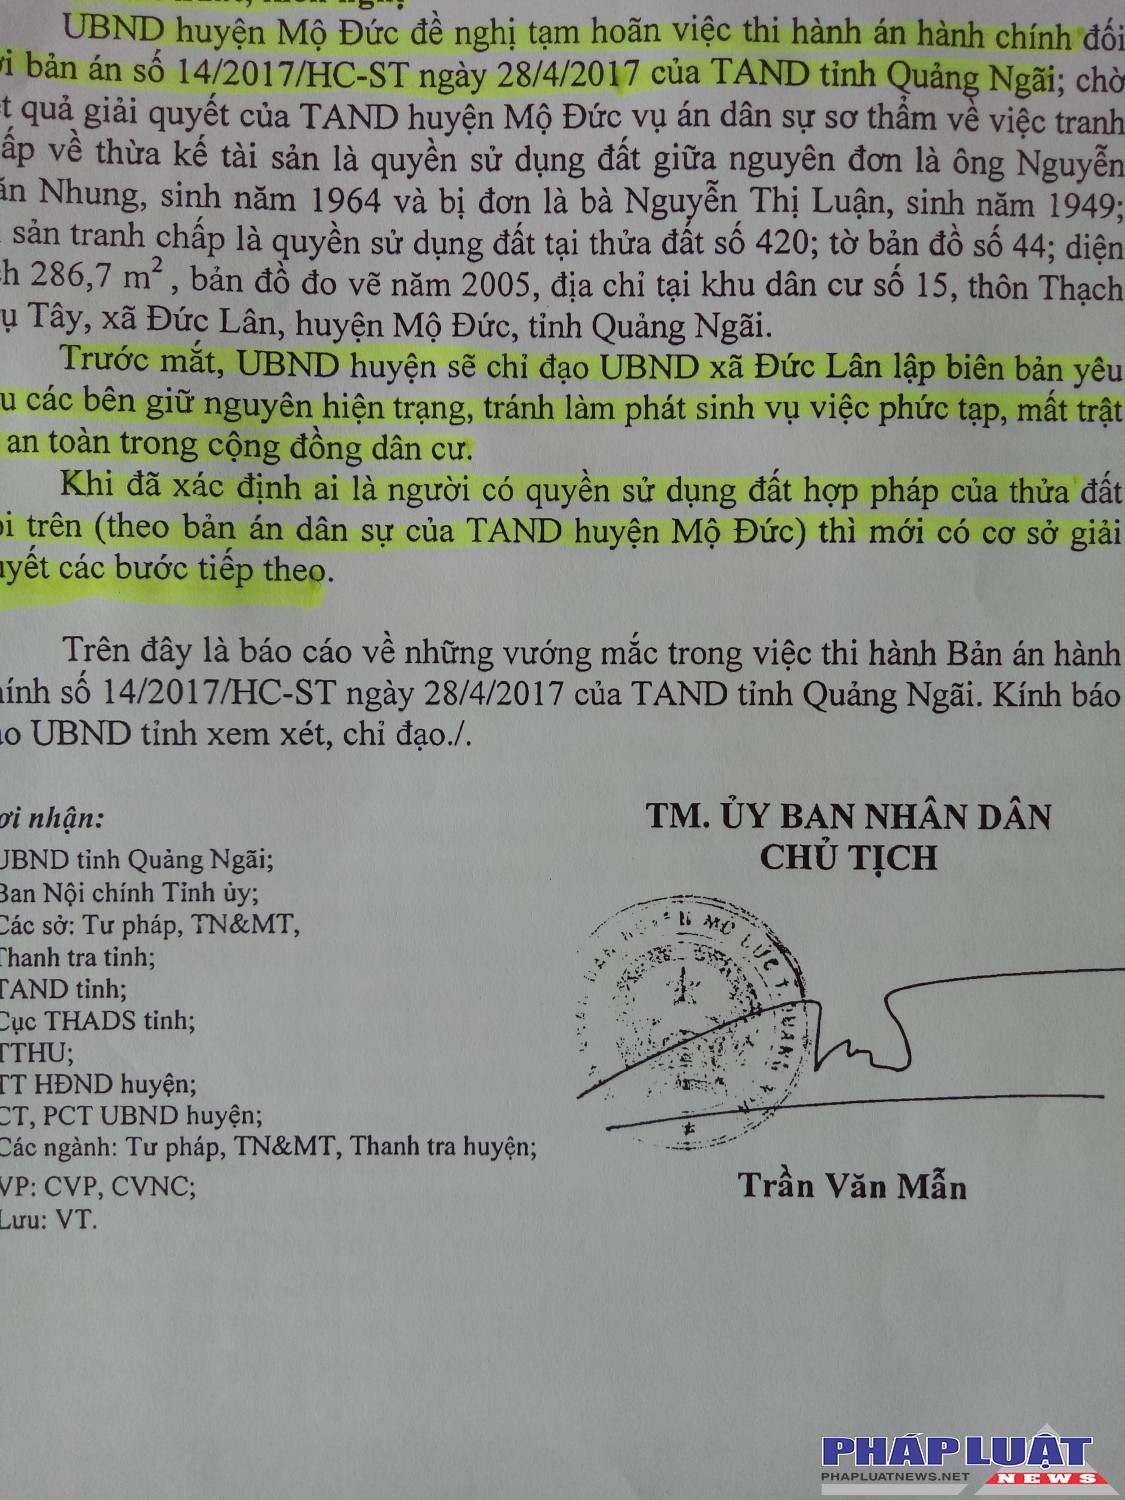 UBND huyện Mộ Đức đề nghị tạm hoãn việc thi hành án hành chính đối
bản án số 14/2017/HC-ST ngày 28/4/2017 của TAND tỉnh Quảng Ngãi; chờ
quả giải quyết của TAND huyện Mộ Đức vụ án dân sự sơ thẩm về việc tranh
ấp về thừa kế tài sản là quyền sử dụng đất giữa nguyên đơn là ông Nguyễn
ăn Nhung, sinh năm 1964 và bị đơn là bà Nguyễn Thị Luận, sinh năm 1949;
sản tranh chấp là quyền sử dụng đất tại thửa đất số 420; tờ bản đồ số 44; diện
h 286,7 m², bản đồ đo vẽ năm 2005, địa chỉ tại khu dân cư số 15, thôn Thạch
ụ Tây, xã Đức Lân, huyện Mộ Đức, tỉnh Quảng Ngãi.
Trước mắt, UBND huyện sẽ chỉ đạo UBND xã Đức Lân lập biên bản yêu
u các bên giữ nguyên hiện trạng, tránh làm phát sinh vụ việc phức tạp, mất trật
an toàn trong cộng đồng dân cư.
Khi đã xác định ai là người có quyền sử dụng đất hợp pháp của thửa đất
i trên (theo bản án dân sự của TAND huyện Mộ Đức) thì mới có cơ sở giải
uyết các bước tiếp theo.
Trên đây là báo cáo về những vướng mắc trong việc thi hành Bản án hành
hính số 14/2017/HC-ST ngày 28/4/2017 của TAND tỉnh Quảng Ngãi. Kính báo
o UBND tỉnh xem xét, chỉ đạo./.
ơi nhận:
UBND tỉnh Quảng Ngãi;
Ban Nội chính Tỉnh ủy;
Các sở: Tư pháp, TN&MT,
Thanh tra tỉnh;
TAND tỉnh;
Cục THADS tỉnh;
TTHU;
TT HĐND huyện;
CT, PCT UBND huyện;
Các ngành: Tư pháp, TN&MT, Thanh tra huyện;
VP: CVP, CVNC;
Lưu: VT.
TM. ỦY BAN NHÂN DÂN
CHỦ TỊCH
Trần Văn Mẫn
PHÁP LUẬT
PHAPLUATNEWS.NET
NEWS